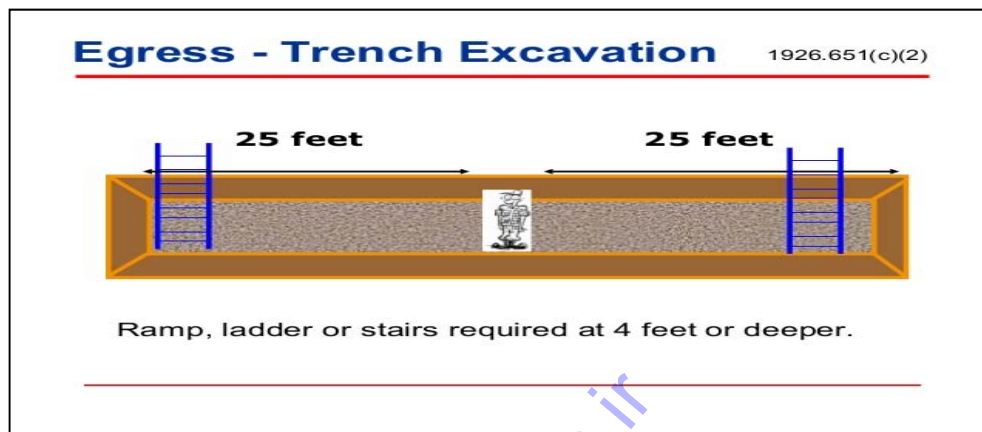 Egress - Trench Excavation 1926.651(c)(2)
25 feet 25 feet
Ramp, ladder or stairs required at 4 feet or deeper.
ir